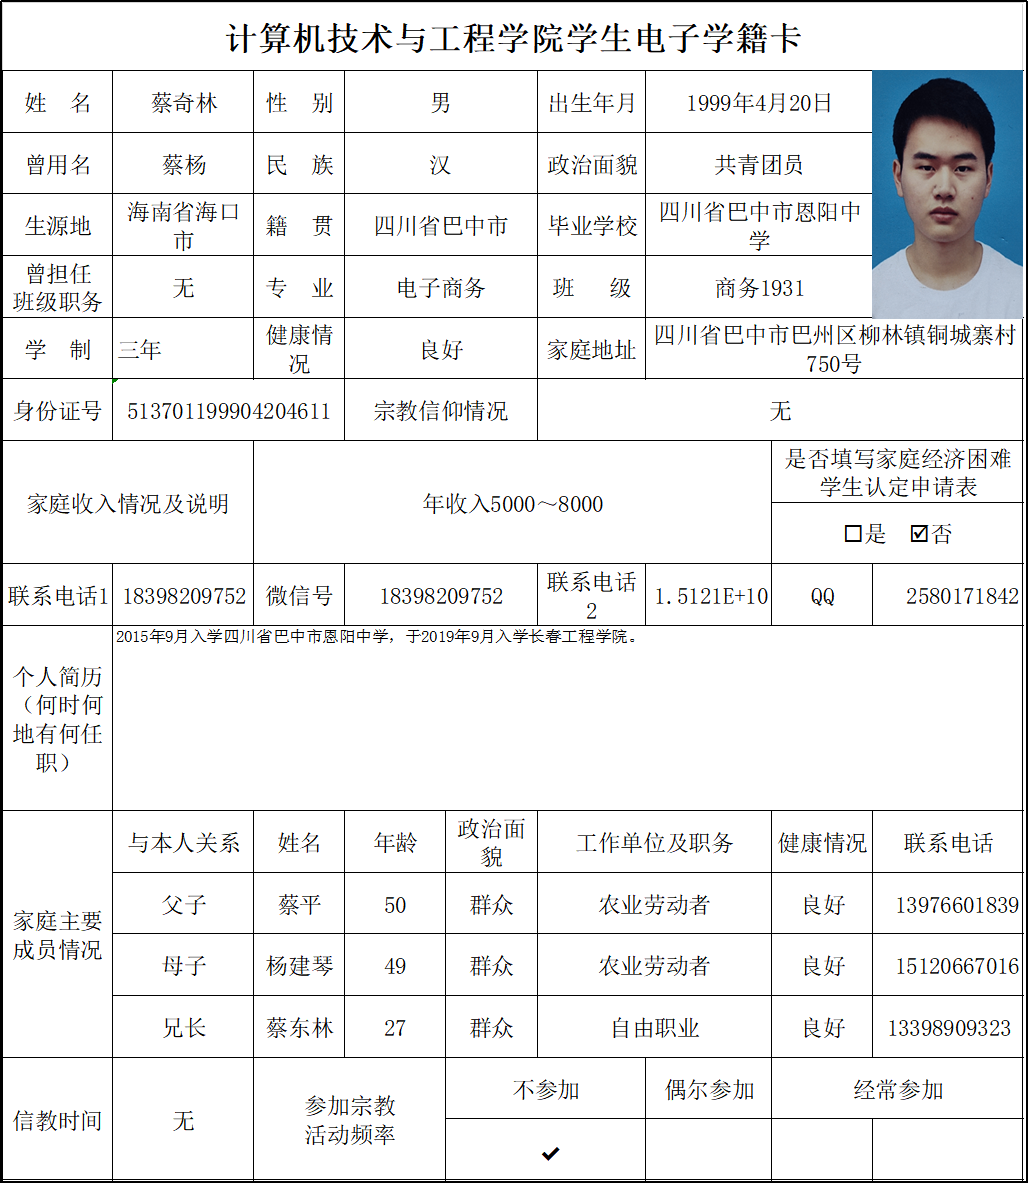 计算机技术与工程学院学生电子学籍卡
姓 名 蔡奇林 性 别 男 出生年月 1999年4月20日
曾用名 蔡杨 民 族 汉 政治面貌 共青团员
生源地 海南省海口市 籍 贯 四川省巴中市 毕业学校 四川省巴中市恩阳中学
曾担任班级职务 无 专 业 电子商务 班 级 商务1931
学 制 三年 健康情况 良好 家庭地址 四川省巴中市巴州区柳林镇铜城寨村750号
身份证号 513701199904204611 宗教信仰情况 无
家庭收入情况及说明 年收入5000～8000 是否填写家庭经济困难学生认定申请表
☐是 ☑否
联系电话1 18398209752 微信号 18398209752 联系电话2 1.5121E+10 QQ 2580171842
个人简历（何时何地有何任职） 2015年9月入学四川省巴中市恩阳中学，于2019年9月入学长春工程学院。
家庭主要成员情况 与本人关系 姓名 年龄 政治面貌 工作单位及职务 健康情况 联系电话
父子 蔡平 50 群众 农业劳动者 良好 13976601839
母子 杨建琴 49 群众 农业劳动者 良好 15120667016
兄长 蔡东林 27 群众 自由职业 良好 13398909323
信教时间 无 参加宗教活动频率 不参加 偶尔参加 经常参加
✔